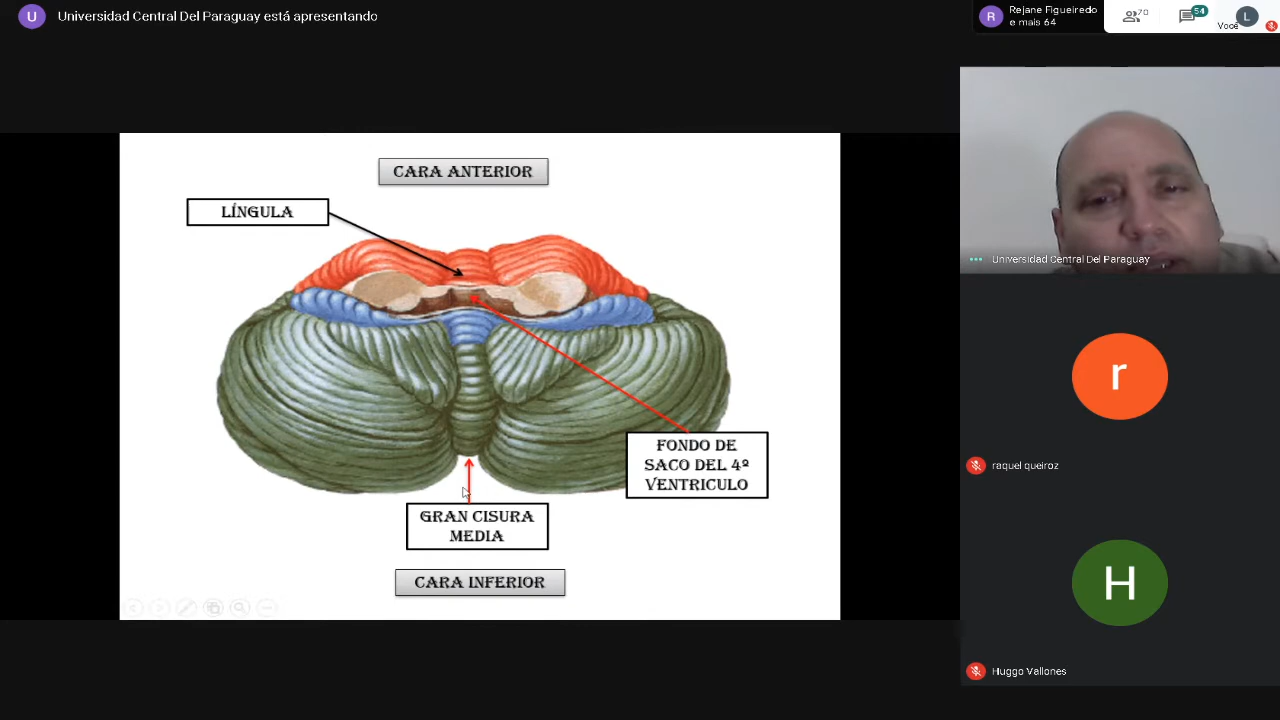 U
Universidad Central Del Paraguay está apresentando
R
Rejane Figueiredo
e mais 64
70
54
L
Você
CARA ANTERIOR
LÍNGULA
FONDO DE
SACO DEL 4º
VENTRICULO
GRAN CISURA
MEDIA
CARA INFERIOR
Universidad Central Del Paraguay
r
raquel queiroz
H
Huggo Vallones